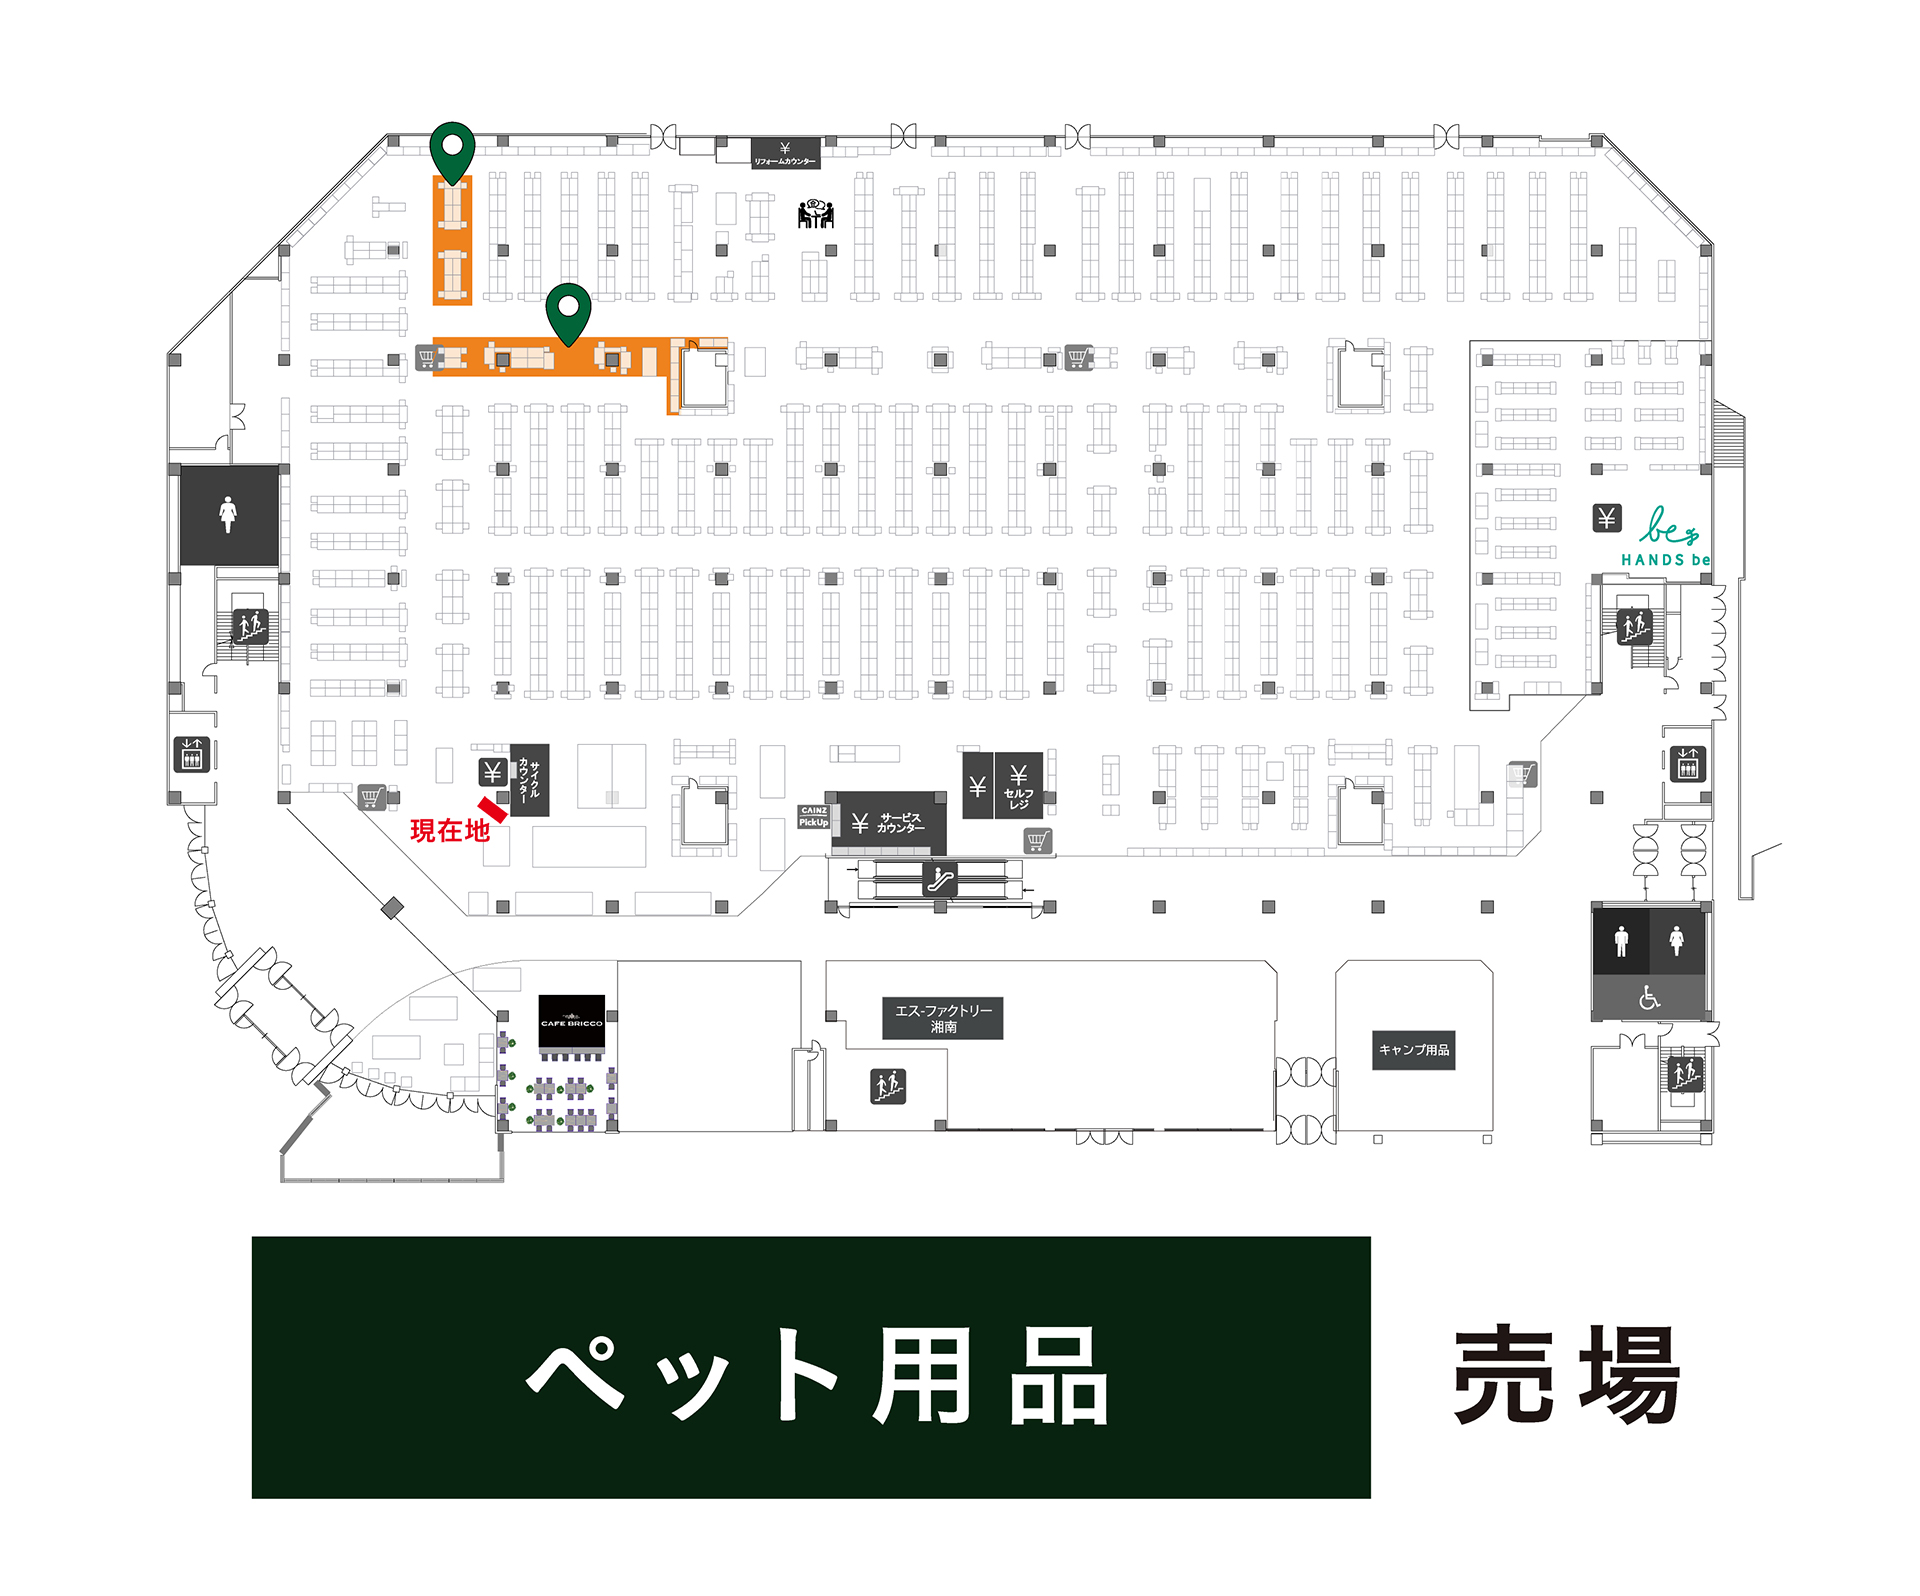 ¥
リフォームカウンター
¥
be
HANDS be
¥
サイクル
カウンター
現在地
¥
¥
セルフ
レジ
CAINZ
PickUp
¥
サービス
カウンター
CAFE BRICCO
エス-ファクトリー
湘南
キャンプ用品
ペット用品
売場